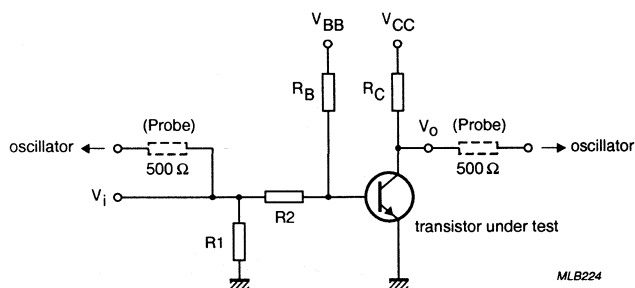 V_BB
V_CC
R_B
R_C
(Probe)
V_o
(Probe)
oscillator
500 Ω
500 Ω
oscillator
V_i
R2
transistor under test
R1
MLB224